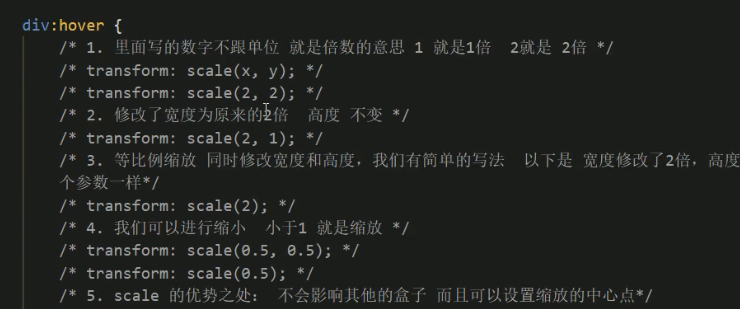 div:hover {
/* 1. 里面写的数字不跟单位 就是倍数的意思 1 就是1倍  2就是 2倍 */
/* transform: scale(x, y); */
/* transform: scale(2, 2); */
/* 2. 修改了宽度为原来的2倍  高度 不变 */
/* transform: scale(2, 1); */
/* 3. 等比例缩放 同时修改宽度和高度，我们有简单的写法  以下是 宽度修改了2倍，高度
个参数一样*/
/* transform: scale(2); */
/* 4. 我们可以进行缩小  小于1 就是缩放 */
/* transform: scale(0.5, 0.5); */
/* transform: scale(0.5); */
/* 5. scale 的优势之处： 不会影响其他的盒子 而且可以设置缩放的中心点*/